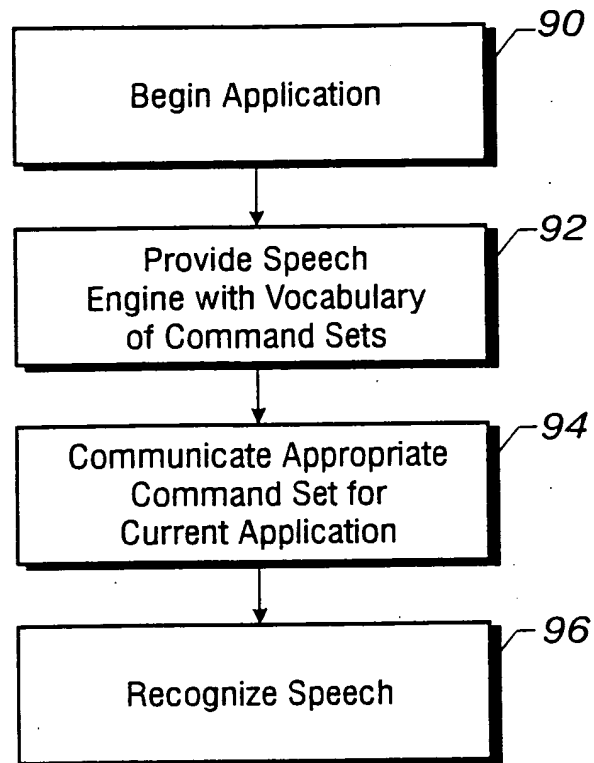 90
Begin Application
92
Provide Speech
Engine with Vocabulary
of Command Sets
94
Communicate Appropriate
Command Set for
Current Application
96
Recognize Speech